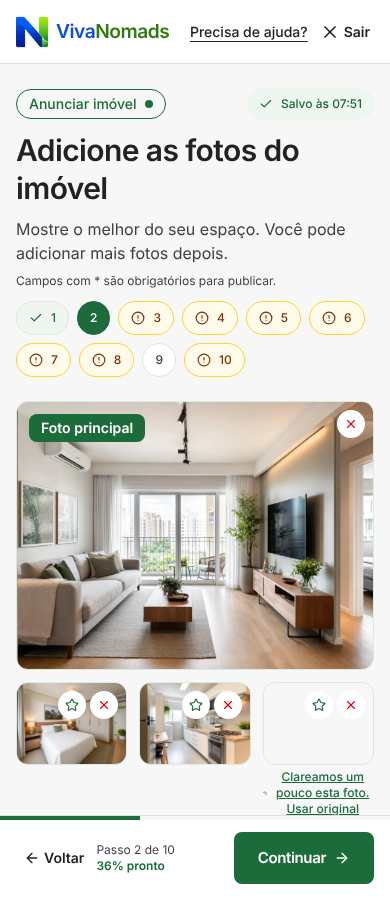 VivaNomads
Precisa de ajuda?
Sair
Anunciar imóvel
Salvo às 07:51
Adicione as fotos do
imóvel
Mostre o melhor do seu espaço. Você pode
adicionar mais fotos depois.
Campos com * são obrigatórios para publicar.
1
2
3
4
5
6
7
8
9
10
Foto principal
Clareamos um
pouco esta foto.
Usar original
Voltar
Passo 2 de 10
36% pronto
Continuar